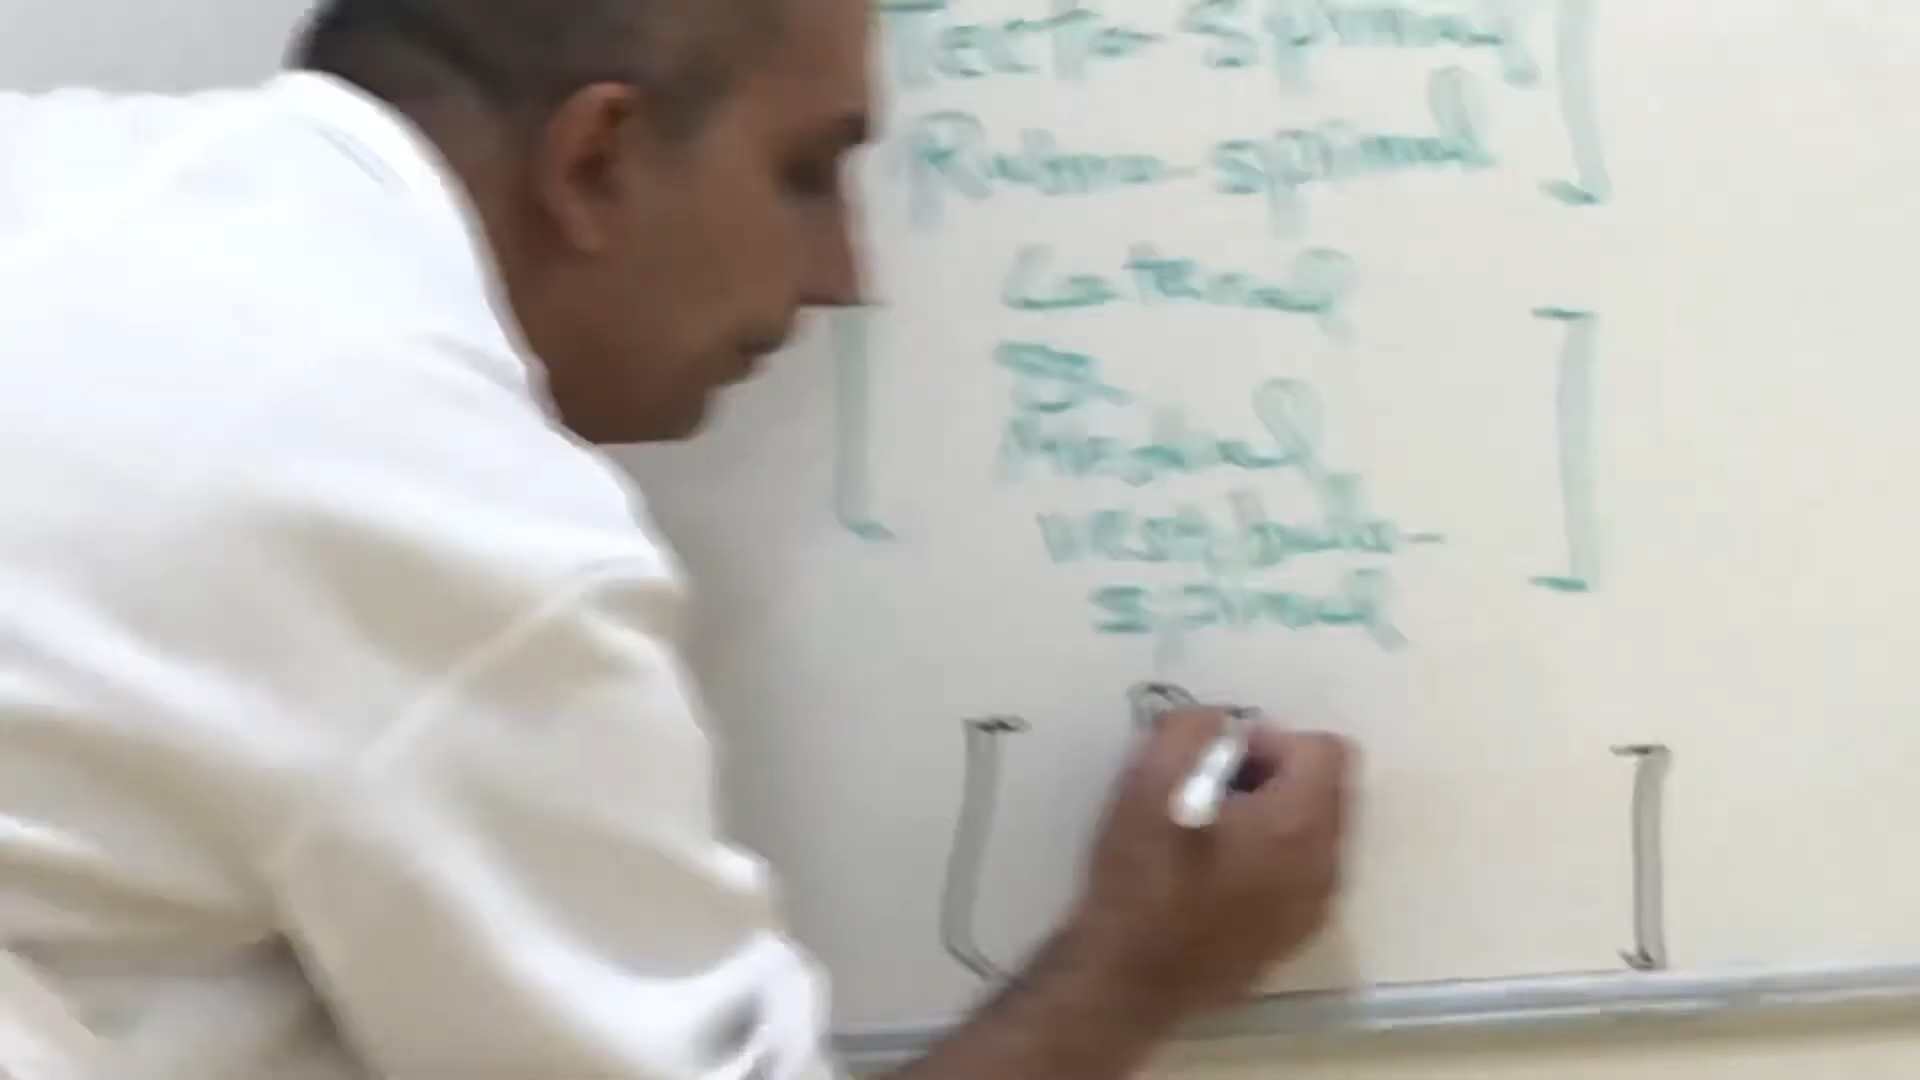 Tecto-Spinal
Rubro-spinal
Lateral
&
Medial
vestibulo-
spinal